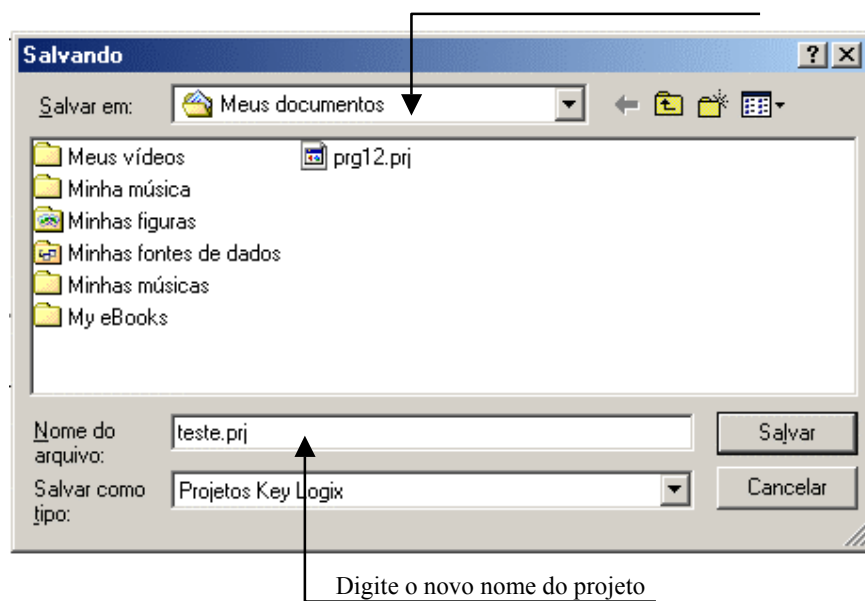 Salvando
Salvar em: Meus documentos
Meus vídeos
Minha música
Minhas figuras
Minhas fontes de dados
Minhas músicas
My eBooks
prg12.prj
Nome do arquivo: teste.prj
Salvar
Salvar como tipo: Projetos Key Logix
Cancelar
Digite o novo nome do projeto